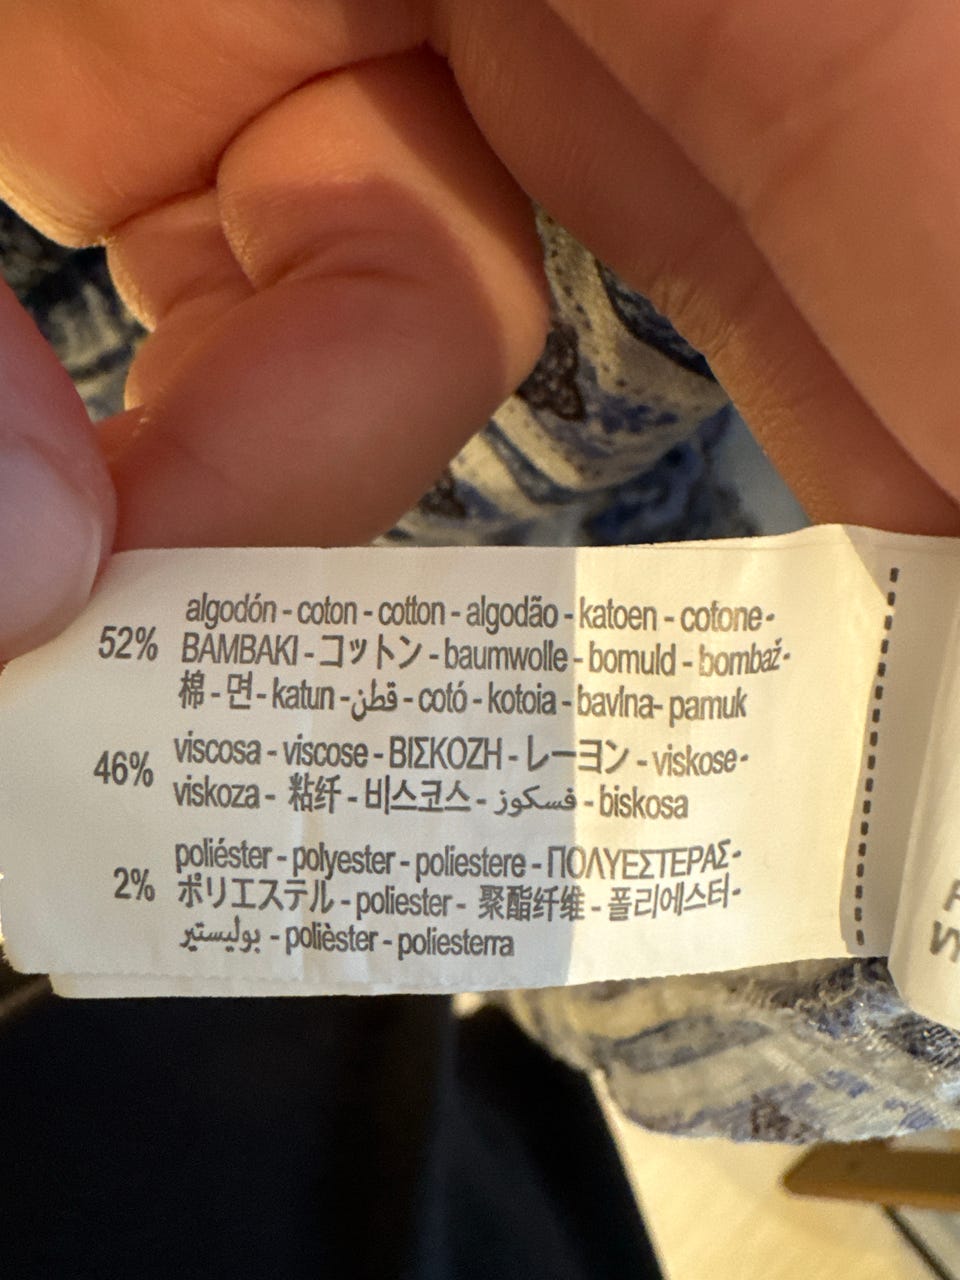 52% algodón - coton - cotton - algodão - katoen - cotone-
BAMBAKI - コットン - baumwolle - bomuld - bombaž-
棉 - 면 - katun - قطن - cotó - kotoia - bavlna- pamuk
46% viscosa - viscose - ΒΙΣΚΟΖΗ - レーヨン - viskose-
viskoza - 粘纤 - 비스코스 - فسكوز - biskosa
2% poliéster - polyester - poliestere - ΠΟΛΥΕΣΤΕΡΑΣ-
ポリエステル - poliester - 聚酯纤维 - 폴리에스터-
بوليستير - polièster - poliesterra